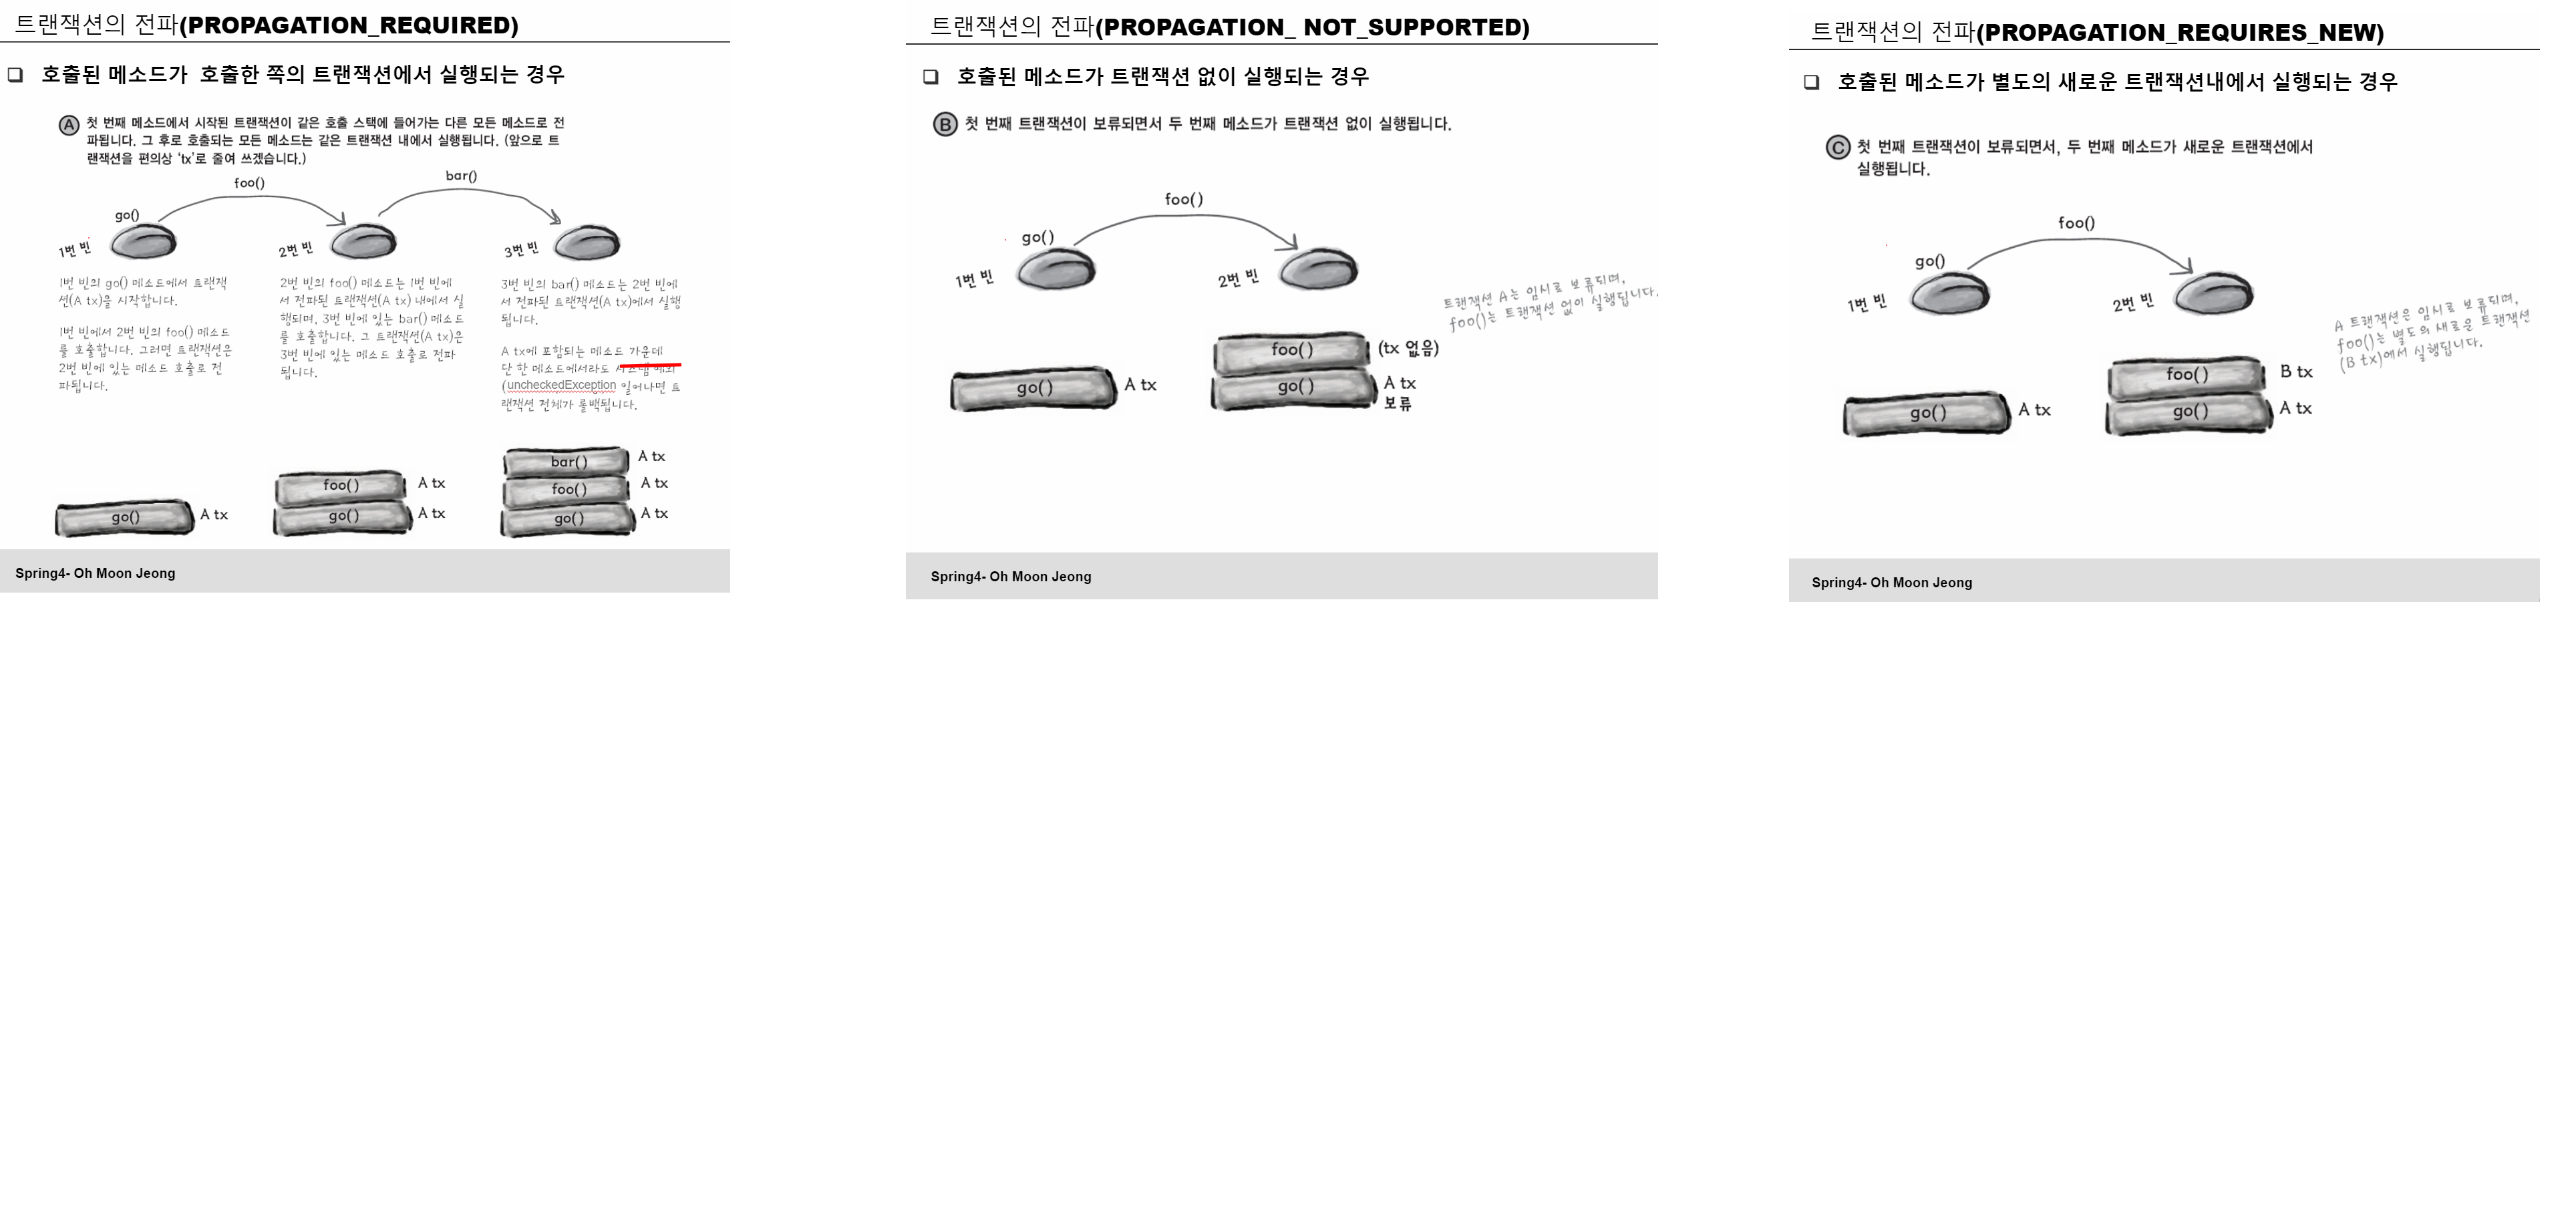 트랜잭션의 전파(PROPAGATION_REQUIRED)
❑ 호출된 메소드가 호출한 쪽의 트랜잭션에서 실행되는 경우
A 첫 번째 메소드에서 시작된 트랜잭션이 같은 호출 스택에 들어가는 다른 모든 메소드로 전
파됩니다. 그 후로 호출되는 모든 메소드는 같은 트랜잭션 내에서 실행됩니다. (앞으로 트
랜잭션을 편의상 ‘tx’로 줄여 쓰겠습니다.)
foo()
bar()
go()
1번 빈
2번 빈
3번 빈
1번 빈의 go() 메소드에서 트랜잭
션(A tx)을 시작합니다.
1번 빈에서 2번 빈의 foo() 메소드
를 호출합니다. 그러면 트랜잭션은
2번 빈에 있는 메소드 호출로 전
파됩니다.
2번 빈의 foo() 메소드는 1번 빈에
서 전파된 트랜잭션(A tx) 내에서 실
행되며, 3번 빈에 있는 bar() 메소드
를 호출합니다. 그 트랜잭션(A tx)은
3번 빈에 있는 메소드 호출로 전파
됩니다.
3번 빈의 bar() 메소드는 2번 빈에
서 전파된 트랜잭션(A tx)에서 실행
됩니다.
A tx에 포함되는 메소드 가운데
단 한 메소드에서라도
(uncheckedException 일어나면 트
랜잭션 전체가 롤백됩니다.
go() A tx
foo() A tx
go() A tx
bar() A tx
foo() A tx
go() A tx
Spring4- Oh Moon Jeong
트랜잭션의 전파(PROPAGATION_ NOT_SUPPORTED)
❑ 호출된 메소드가 트랜잭션 없이 실행되는 경우
B 첫 번째 트랜잭션이 보류되면서 두 번째 메소드가 트랜잭션 없이 실행됩니다.
foo()
go()
1번 빈
2번 빈
트랜잭션 A는 임시로 보류되며,
foo()는 트랜잭션 없이 실행됩니다.
go() A tx
foo() (tx 없음)
go() A tx
보류
Spring4- Oh Moon Jeong
트랜잭션의 전파(PROPAGATION_REQUIRES_NEW)
❑ 호출된 메소드가 별도의 새로운 트랜잭션내에서 실행되는 경우
C 첫 번째 트랜잭션이 보류되면서, 두 번째 메소드가 새로운 트랜잭션에서
실행됩니다.
foo()
go()
1번 빈
2번 빈
A 트랜잭션은 임시로 보류되며,
foo()는 별도의 새로운 트랜잭션
(B tx)에서 실행됩니다.
go() A tx
foo() B tx
go() A tx
Spring4- Oh Moon Jeong